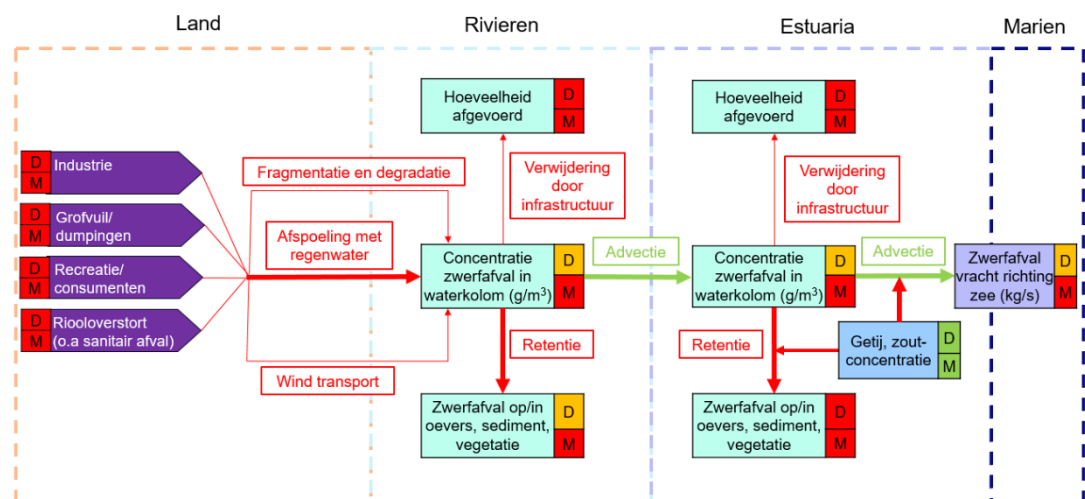 Land
Rivieren
Estuaria
Marien
Hoeveelheid
afgevoerd
D
M
Hoeveelheid
afgevoerd
D
M
D
M
Industrie
Fragmentatie en degradatie
Verwijdering
door
infrastructuur
Verwijdering
door
infrastructuur
D
M
Grofvuil/
dumpingen
Afspoeling met
regenwater
Concentratie
zwerfafval in
waterkolom (g/m³)
D
M
Advectie
Concentratie
zwerfafval in
waterkolom (g/m³)
D
M
Advectie
Zwerfafval
vracht richting
zee (kg/s)
D
M
D
M
Recreatie/
consumenten
D
M
Riooloverstort
(o.a sanitair afval)
Retentie
Retentie
Getij, zout-
concentratie
D
M
Wind transport
Zwerfafval op/in
oevers, sediment,
vegetatie
D
M
Zwerfafval op/in
oevers, sediment,
vegetatie
D
M